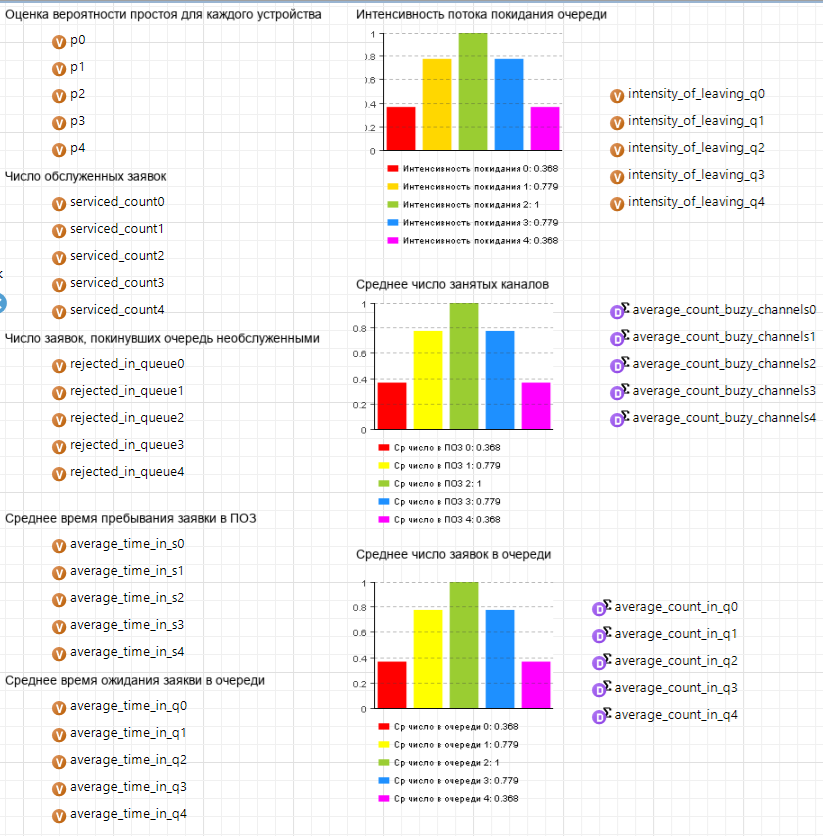 Оценка вероятности простоя для каждого устройства
p0
p1
p2
p3
p4
Число обслуженных заявок
serviced_count0
serviced_count1
serviced_count2
serviced_count3
serviced_count4
Число заявок, покинувших очередь необслуженными
rejected_in_queue0
rejected_in_queue1
rejected_in_queue2
rejected_in_queue3
rejected_in_queue4
Среднее время пребывания заявки в ПОЗ
average_time_in_s0
average_time_in_s1
average_time_in_s2
average_time_in_s3
average_time_in_s4
Среднее время ожидания заякви в очереди
average_time_in_q0
average_time_in_q1
average_time_in_q2
average_time_in_q3
average_time_in_q4
Интенсивность потока покидания очереди
1
0.8
0.6
0.4
0.2
0
Интенсивность покидания 0: 0.368
Интенсивность покидания 1: 0.779
Интенсивность покидания 2: 1
Интенсивность покидания 3: 0.779
Интенсивность покидания 4: 0.368
intensity_of_leaving_q0
intensity_of_leaving_q1
intensity_of_leaving_q2
intensity_of_leaving_q3
intensity_of_leaving_q4
Среднее число занятых каналов
1
0.8
0.6
0.4
0.2
0
Ср число в ПОЗ 0: 0.368
Ср число в ПОЗ 1: 0.779
Ср число в ПОЗ 2: 1
Ср число в ПОЗ 3: 0.779
Ср число в ПОЗ 4: 0.368
average_count_buzy_channels0
average_count_buzy_channels1
average_count_buzy_channels2
average_count_buzy_channels3
average_count_buzy_channels4
Среднее число заявок в очереди
1
0.8
0.6
0.4
0.2
0
Ср число в очереди 0: 0.368
Ср число в очереди 1: 0.779
Ср число в очереди 2: 1
Ср число в очереди 3: 0.779
Ср число в очереди 4: 0.368
average_count_in_q0
average_count_in_q1
average_count_in_q2
average_count_in_q3
average_count_in_q4